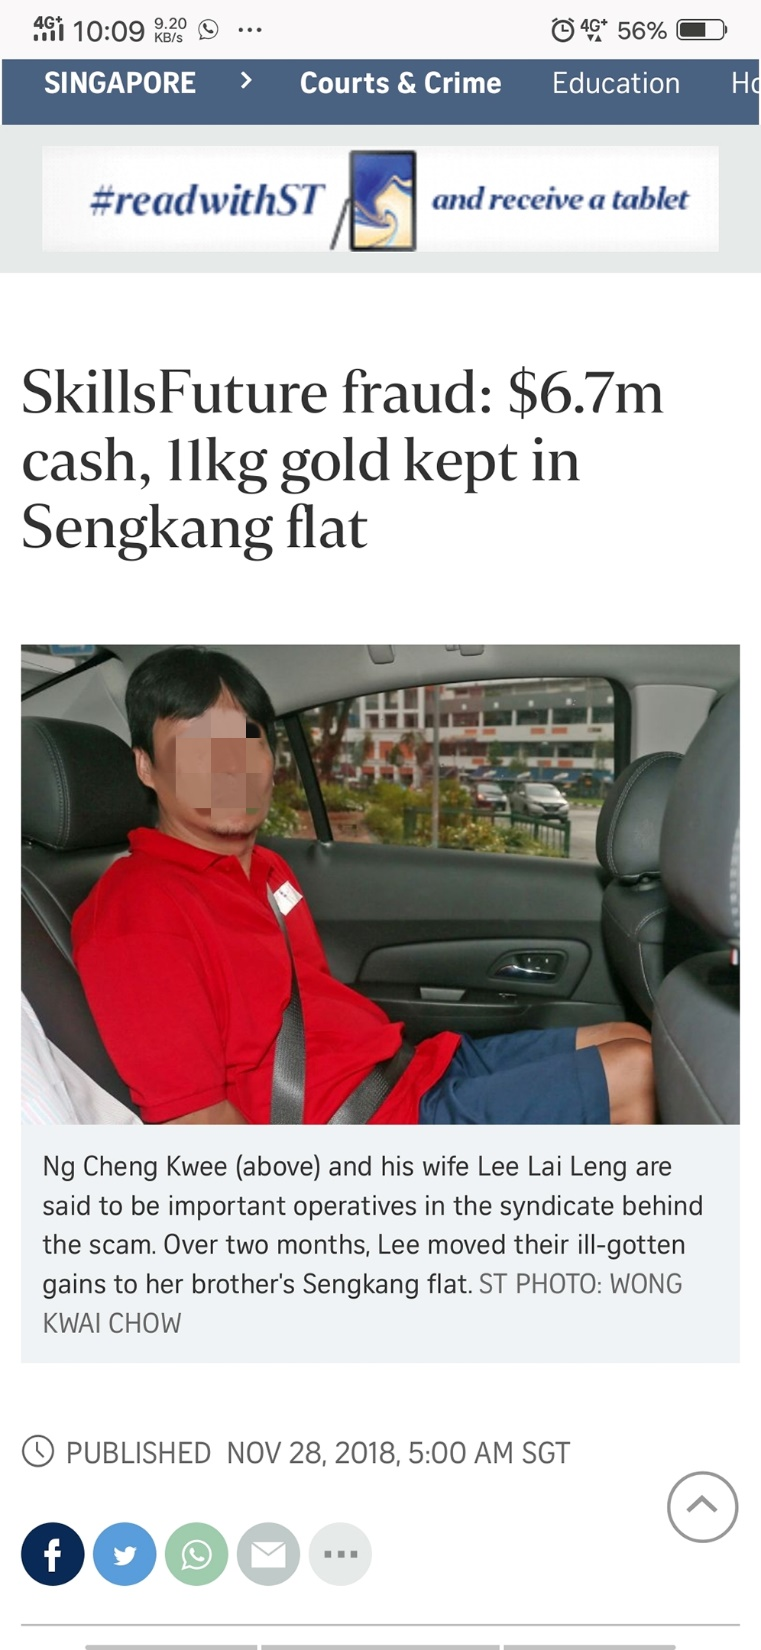 4G+ 10:09 9.20 KB/s ... 4G+ 56%
SINGAPORE > Courts & Crime Education
#readwithST and receive a tablet
SkillsFuture fraud: $6.7m
cash, 11kg gold kept in
Sengkang flat
Ng Cheng Kwee (above) and his wife Lee Lai Leng are
said to be important operatives in the syndicate behind
the scam. Over two months, Lee moved their ill-gotten
gains to her brother's Sengkang flat. ST PHOTO: WONG
KWAI CHOW
PUBLISHED NOV 28, 2018, 5:00 AM SGT